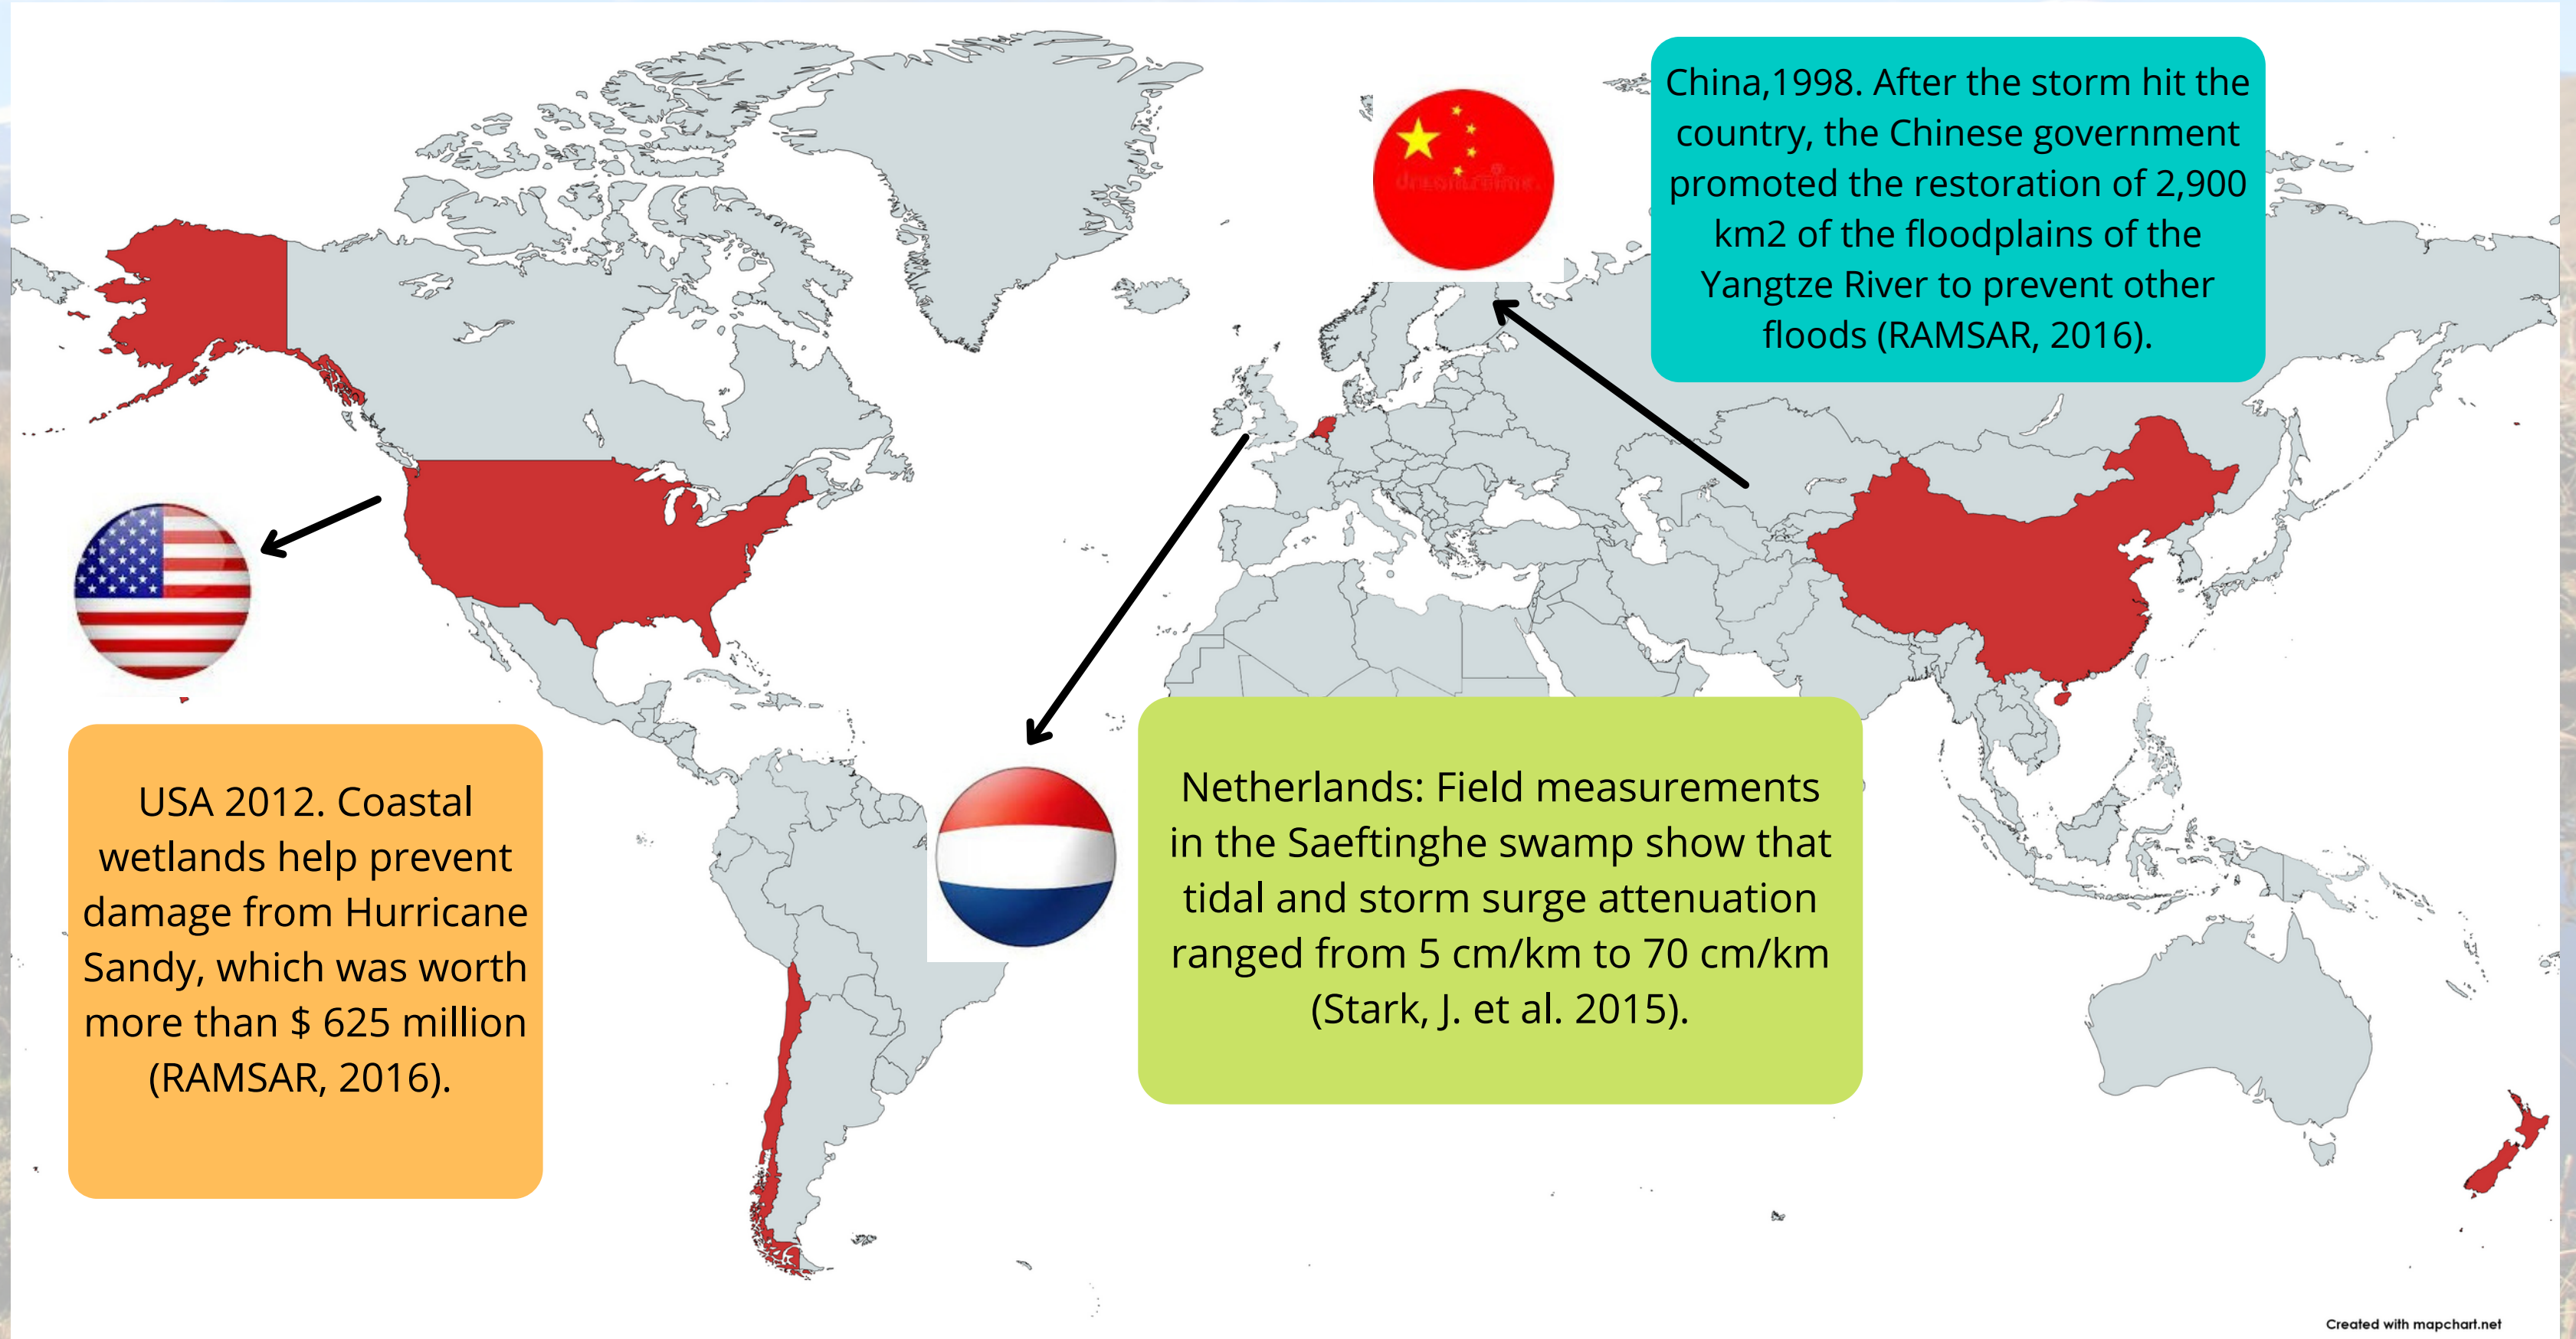 China,1998. After the storm hit the
country, the Chinese government
promoted the restoration of 2,900
km2 of the floodplains of the
Yangtze River to prevent other
floods (RAMSAR, 2016).
USA 2012. Coastal
wetlands help prevent
damage from Hurricane
Sandy, which was worth
more than $ 625 million
(RAMSAR, 2016).
Netherlands: Field measurements
in the Saeftinghe swamp show that
tidal and storm surge attenuation
ranged from 5 cm/km to 70 cm/km
(Stark, J. et al. 2015).
Created with mapchart.net